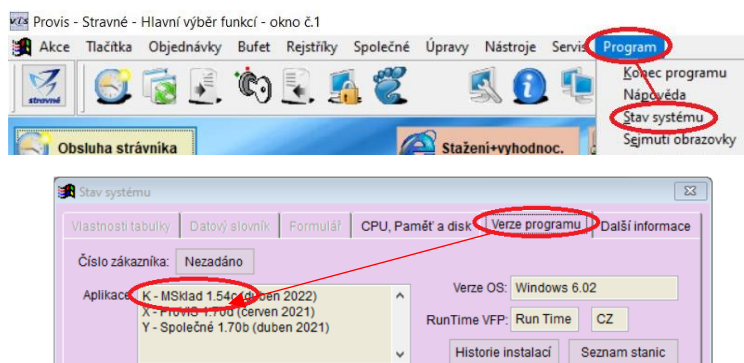 Provis - Stravné - Hlavní výběr funkcí - okno č.1
Akce Tlačítka Objednávky Bufet Rejstříky Společné Úpravy Nástroje Servis Program
Konec programu
Nápověda
Stav systému
Sejmutí obrazovky
stravné
Obsluha strávníka
Stažení+vyhodnoc.
Stav systému
Vlastnosti tabulky Datový slovník Formulář CPU, Paměť a disk Verze programu Další informace
Číslo zákazníka: Nezadáno
Verze OS: Windows 6.02
Aplikace: K - MSklad 1.54c (duben 2022)
X - ProVIS 1.70d (červen 2021)
Y - Společné 1.70b (duben 2021)
RunTime VFP: Run Time CZ
Historie instalací Seznam stanic